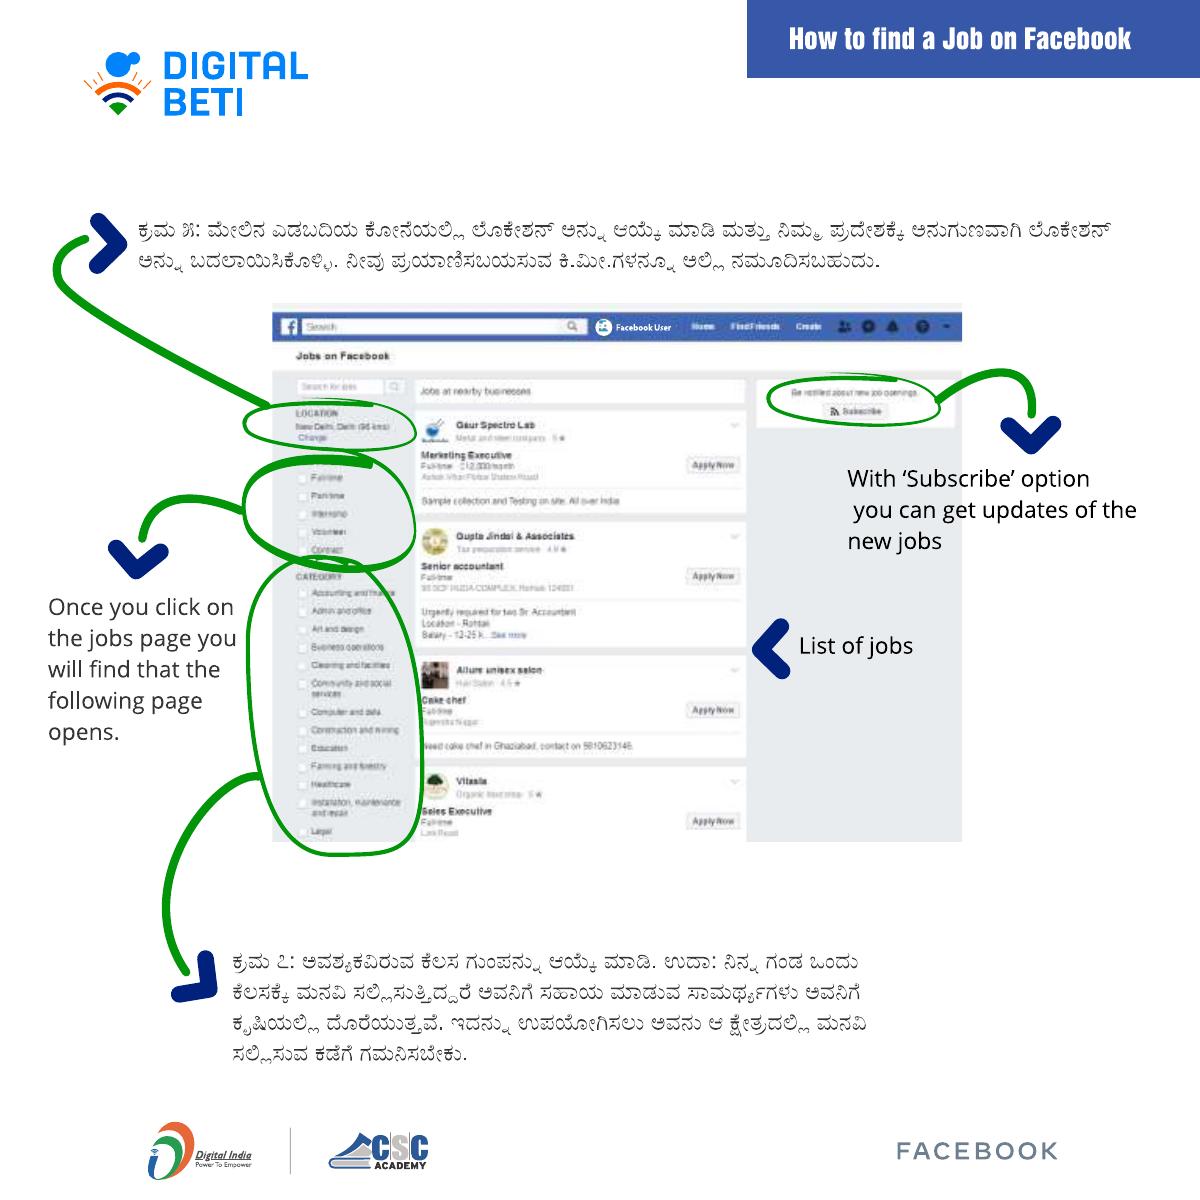 How to find a Job on Facebook
DIGITAL
BETI
ಕ್ರಮ ೫: ಮೇಲಿನ ಎಡಬದಿಯ ಕೋನೆಯಲ್ಲಿ ಲೊಕೇಶನ್ ಅನ್ನು ಆಯ್ಕೆ ಮಾಡಿ ಮತ್ತು ನಿಮ್ಮ ಪ್ರದೇಶಕ್ಕೆ ಅನುಗುಣವಾಗಿ ಲೊಕೇಶನ್
ಅನ್ನು ಬದಲಾಯಿಸಿಕೊಳ್ಳಿ. ನೀವು ಪ್ರಯಾಣಿಸಬಯಸುವ ಕಿ.ಮೀ.ಗಳನ್ನೂ ಅಲ್ಲಿ ನಮೂದಿಸಬಹುದು.
Search
Facebook User
Home
Find Friends
Create
Jobs on Facebook
Search for jobs
LOCATION
New Delhi, Delhi (96 kms)
Change
Full-time
Part-time
Internship
Volunteer
Contract
CATEGORY
Accounting and finance
Admin and office
Art and design
Business operations
Cleaning and facilities
Community and social
services
Computer and data
Construction and mining
Education
Farming and forestry
Healthcare
Installation, maintenance
and repair
Legal
Jobs at nearby businesses
Gaur Spectro Lab
Metal and steel company · 5★
Marketing Executive
Full-time · ₹12,000/month
Apply Now
Sample collection and Testing on site. All over India
Gupta Jindal & Associates
Tax preparation service · 4.9★
Senior accountant
Full-time
Apply Now
Urgently required for two Sr. Accountant
Location - Rohtak
Salary - 12-25 k... See more
Allure unisex salon
Hair Salon · 4.5★
Cake chef
Full-time
Apply Now
Need cake chef in Ghaziabad, contact on 9810623146.
Vitasta
5★
Sales Executive
Full-time
Link Road
Apply Now
Be notified about new job openings.
Subscribe
With ‘Subscribe’ option
you can get updates of the
new jobs
List of jobs
Once you click on
the jobs page you
will find that the
following page
opens.
ಕ್ರಮ ೭: ಅವಶ್ಯಕವಿರುವ ಕೆಲಸ ಗುಂಪನ್ನು ಆಯ್ಕೆ ಮಾಡಿ. ಉದಾ: ನಿನ್ನ ಗಂಡ ಒಂದು
ಕೆಲಸಕ್ಕೆ ಮನವಿ ಸಲ್ಲಿಸುತ್ತಿದ್ದರೆ ಅವನಿಗೆ ಸಹಾಯ ಮಾಡುವ ಸಾಮರ್ಥ್ಯಗಳು ಅವನಿಗೆ
ಕೃಷಿಯಲ್ಲಿ ದೊರೆಯುತ್ತವೆ. ಇದನ್ನು ಉಪಯೋಗಿಸಲು ಅವನು ಆ ಕ್ಷೇತ್ರದಲ್ಲಿ ಮನವಿ
ಸಲ್ಲಿಸುವ ಕಡೆಗೆ ಗಮನಿಸಬೇಕು.
Digital India
Power To Empower
CSC
ACADEMY
FACEBOOK